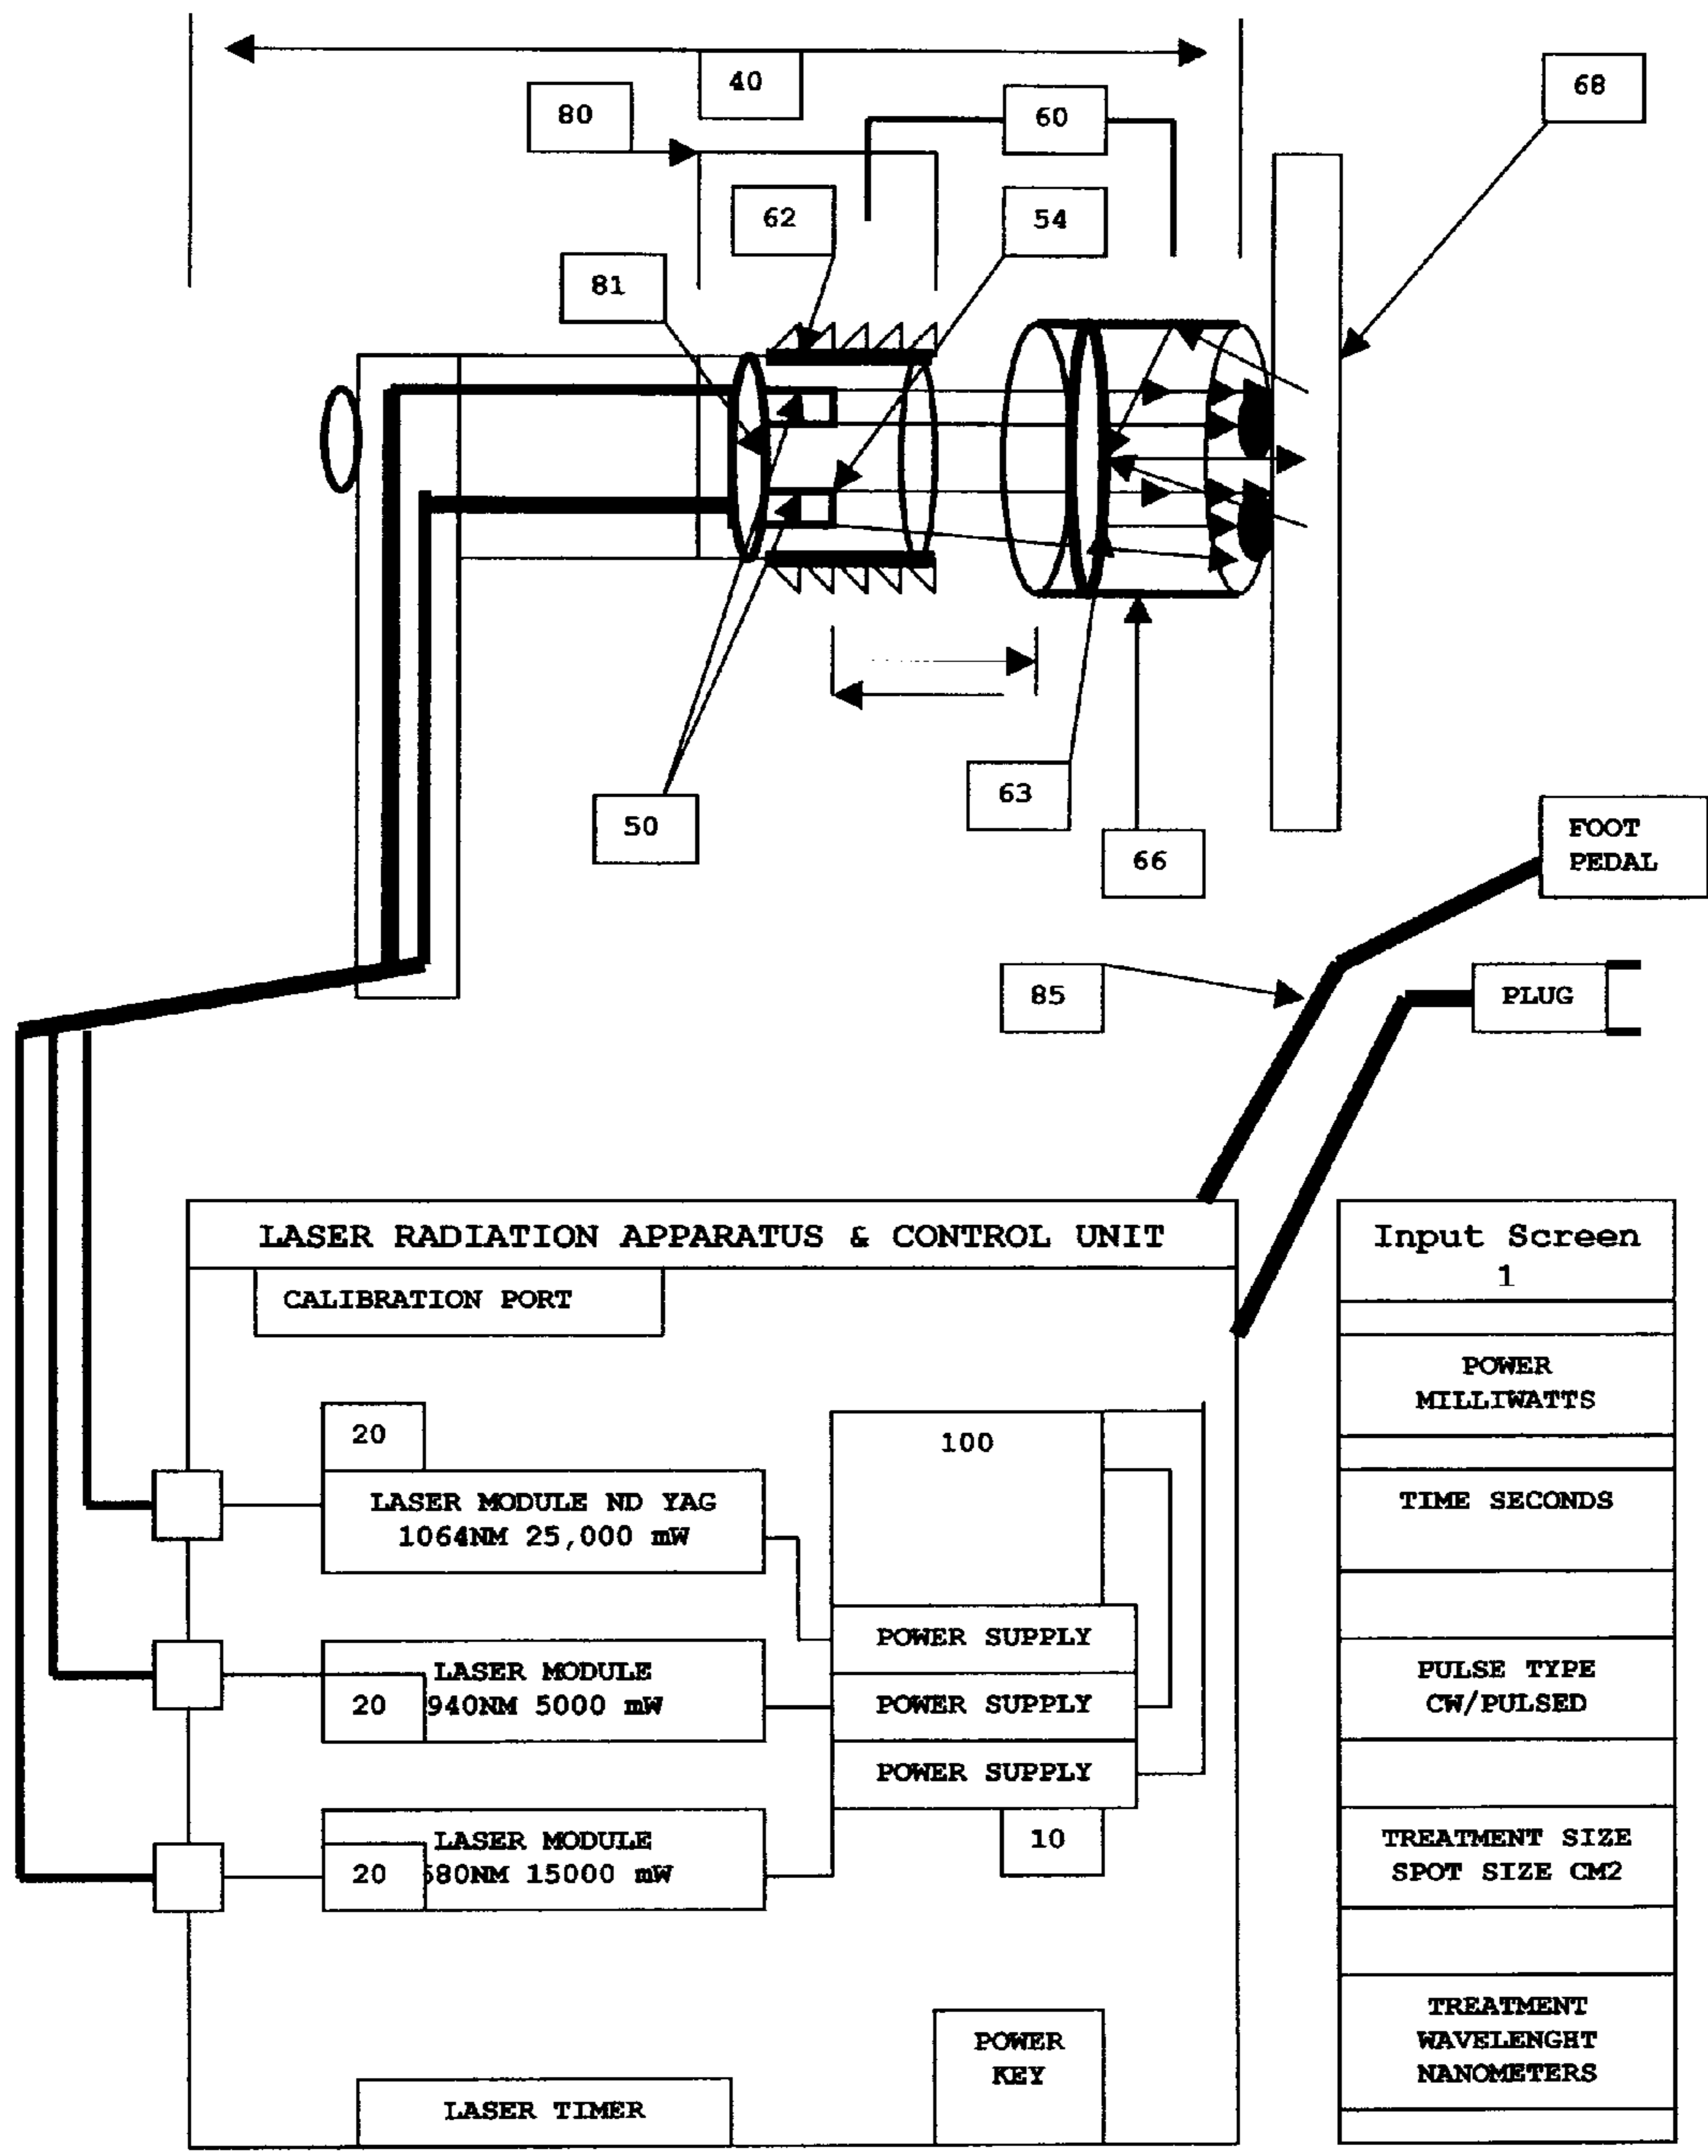 40
80
60
68
62
54
81
50
63
66
FOOT
PEDAL
85
PLUG
LASER RADIATION APPARATUS & CONTROL UNIT
CALIBRATION PORT
20
100
LASER MODULE ND YAG
1064NM 25,000 mW
POWER SUPPLY
LASER MODULE
20 940NM 5000 mW
POWER SUPPLY
POWER SUPPLY
10
LASER MODULE
20 15000 mW
POWER
KEY
LASER TIMER
Input Screen
1
POWER
MILLIWATTS
TIME SECONDS
PULSE TYPE
CW/PULSED
TREATMENT SIZE
SPOT SIZE CM2
TREATMENT
WAVELENGHT
NANOMETERS